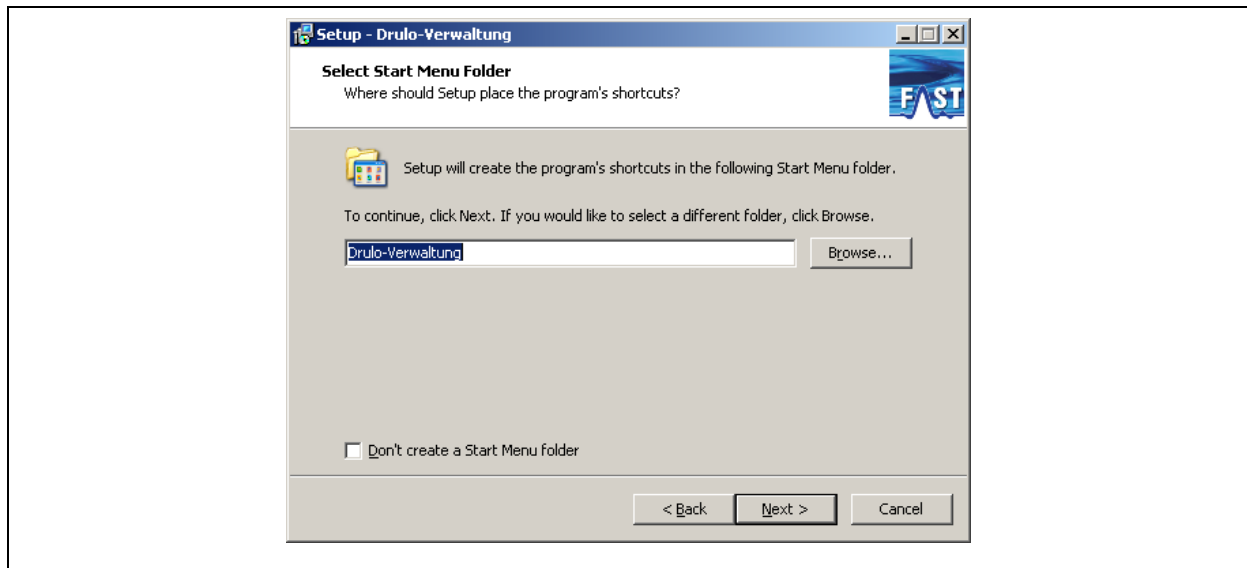 Setup - Drulo-Verwaltung
Select Start Menu Folder
Where should Setup place the program's shortcuts?
FAST
Setup will create the program's shortcuts in the following Start Menu folder.
To continue, click Next. If you would like to select a different folder, click Browse.
Drulo-Verwaltung
Browse...
Don't create a Start Menu folder
< Back
Next >
Cancel